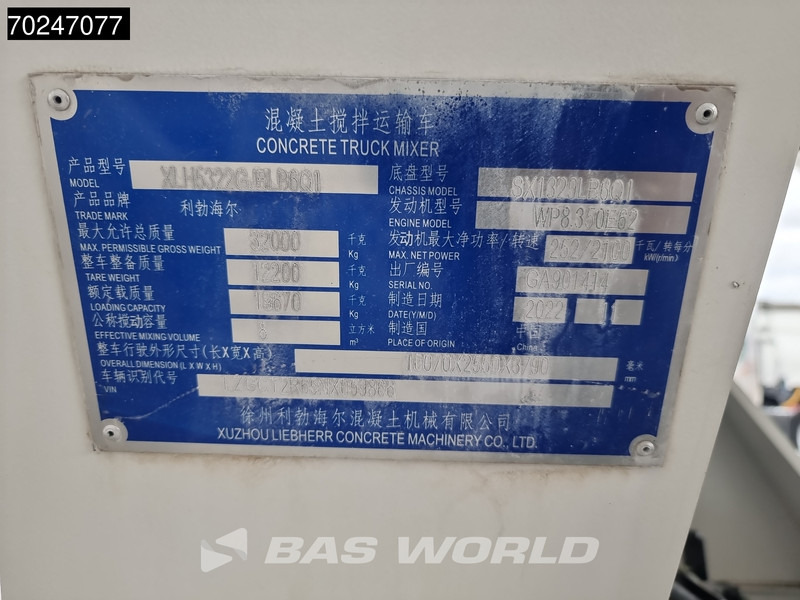 70247077
混凝土搅拌运输车
CONCRETE TRUCK MIXER
产品型号 底盘型号
MODEL CHASSIS MODEL
产品品牌 利勃海尔 发动机型号 WP8.350E62
TRADE MARK ENGINE MODEL
最大允许总质量 32000 千克 发动机最大净功率/转速 252/2100 千瓦/转每分
MAX. PERMISSIBLE GROSS WEIGHT Kg MAX. NET POWER kW(r/min)
整车整备质量 12200 千克 出厂编号 GA901414
TARE WEIGHT Kg SERIAL NO.
额定载质量 千克 制造日期 2022
LOADING CAPACITY Kg DATE(Y/M/D)
公称搅动容量 8 立方米 制造国 中国
EFFECTIVE MIXING VOLUME m³ PLACE OF ORIGIN China
整车行驶外形尺寸(长X宽X高) 毫米
OVERALL DIMENSION (L X W X H) mm
车辆识别代号
VIN
徐州利勃海尔混凝土机械有限公司
XUZHOU LIEBHERR CONCRETE MACHINERY CO., LTD.
BAS WORLD